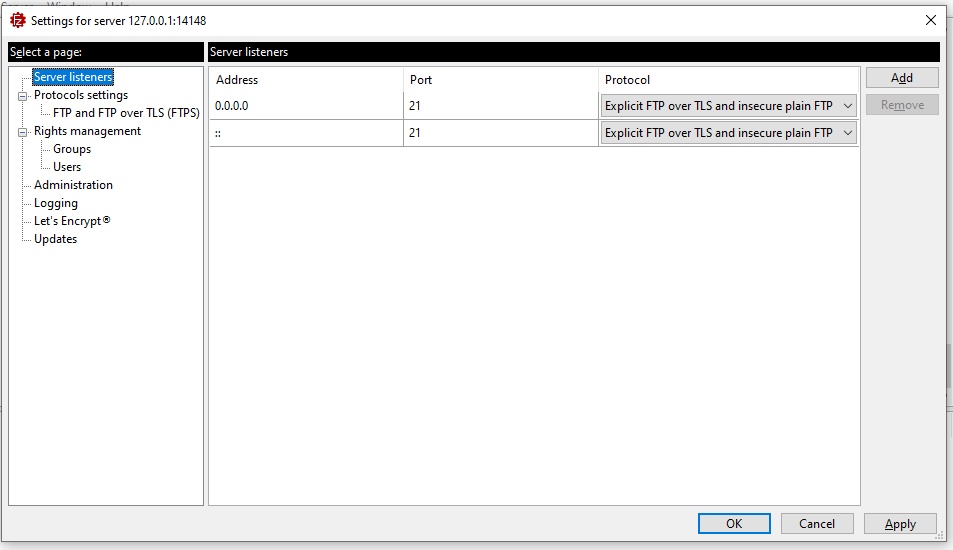 Settings for server 127.0.0.1:14148
Select a page:
Server listeners
Protocols settings
FTP and FTP over TLS (FTPS)
Rights management
Groups
Users
Administration
Logging
Let's Encrypt®
Updates
Server listeners
Address Port Protocol
0.0.0.0 21 Explicit FTP over TLS and insecure plain FTP
:: 21 Explicit FTP over TLS and insecure plain FTP
Add
Remove
OK Cancel Apply